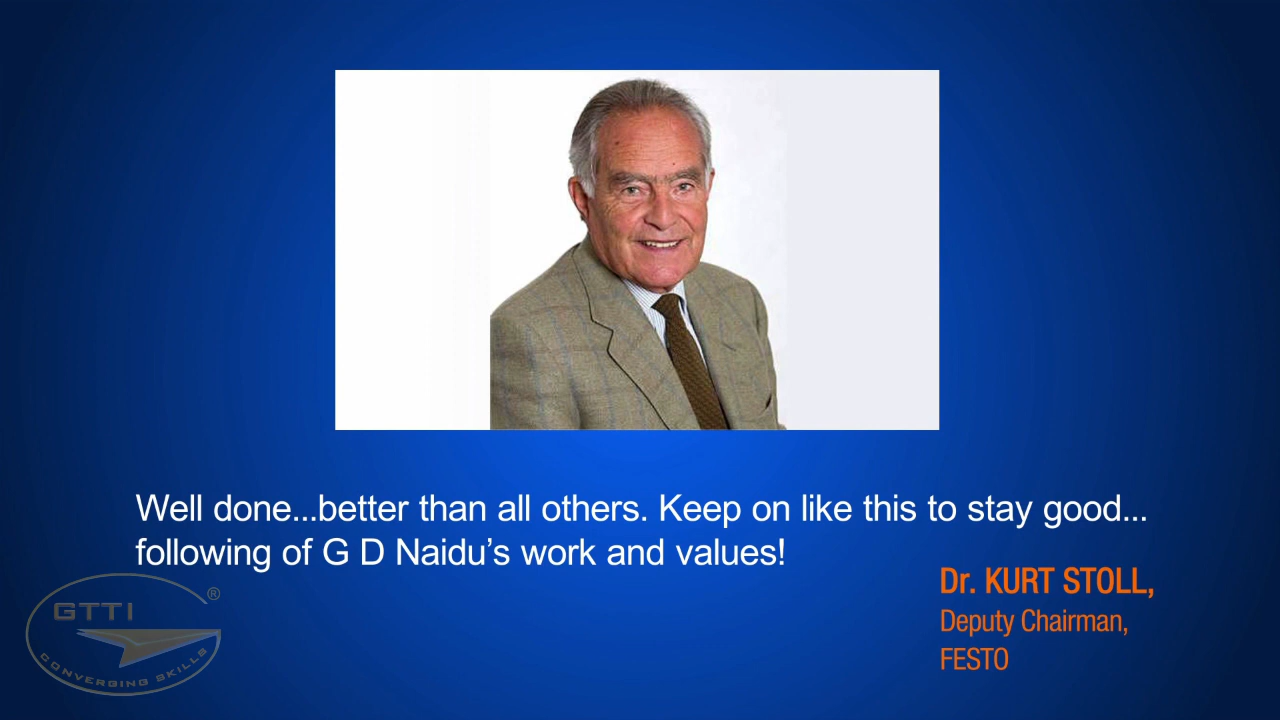 Well done...better than all others. Keep on like this to stay good...
following of G D Naidu's work and values!
Dr. KURT STOLL,
Deputy Chairman,
FESTO
GTTI
®
CONVERGING SKILLS